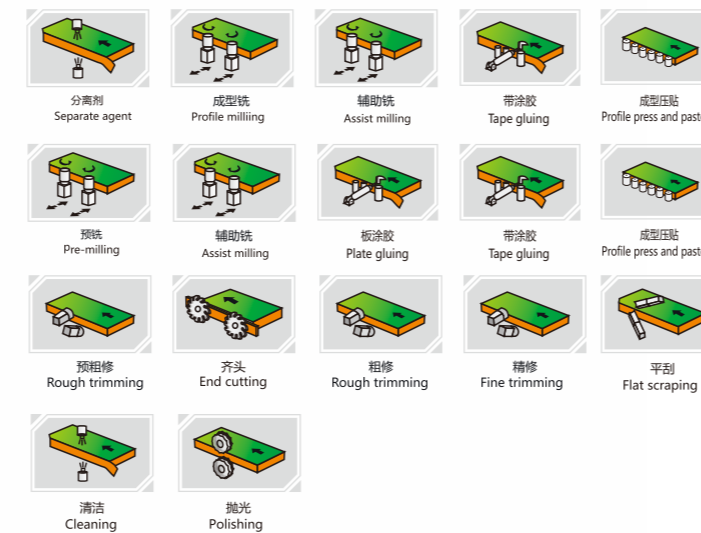 分离剂
Separate agent
成型铣
Profile milliing
辅助铣
Assist milling
带涂胶
Tape gluing
成型压贴
Profile press and paste
预铣
Pre-milling
辅助铣
Assist milling
板涂胶
Plate gluing
带涂胶
Tape gluing
成型压贴
Profile press and paste
预粗修
Rough trimming
齐头
End cutting
粗修
Rough trimming
精修
Fine trimming
平刮
Flat scraping
清洁
Cleaning
抛光
Polishing